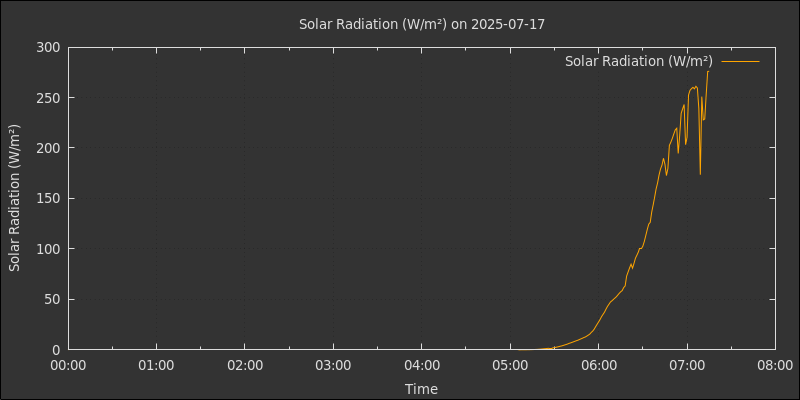 Solar Radiation (W/m²) on 2025-07-17
Solar Radiation (W/m²)
Solar Radiation (W/m²)
300
250
200
150
100
50
0
00:00 01:00 02:00 03:00 04:00 05:00 06:00 07:00 08:00
Time